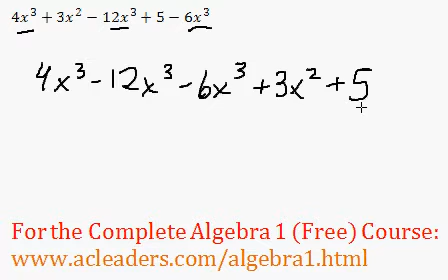 4x³ + 3x² − 12x³ + 5 − 6x³
4x³ − 12x³ − 6x³ + 3x² + 5
For the Complete Algebra 1 (Free) Course:
www.acleaders.com/algebra1.html